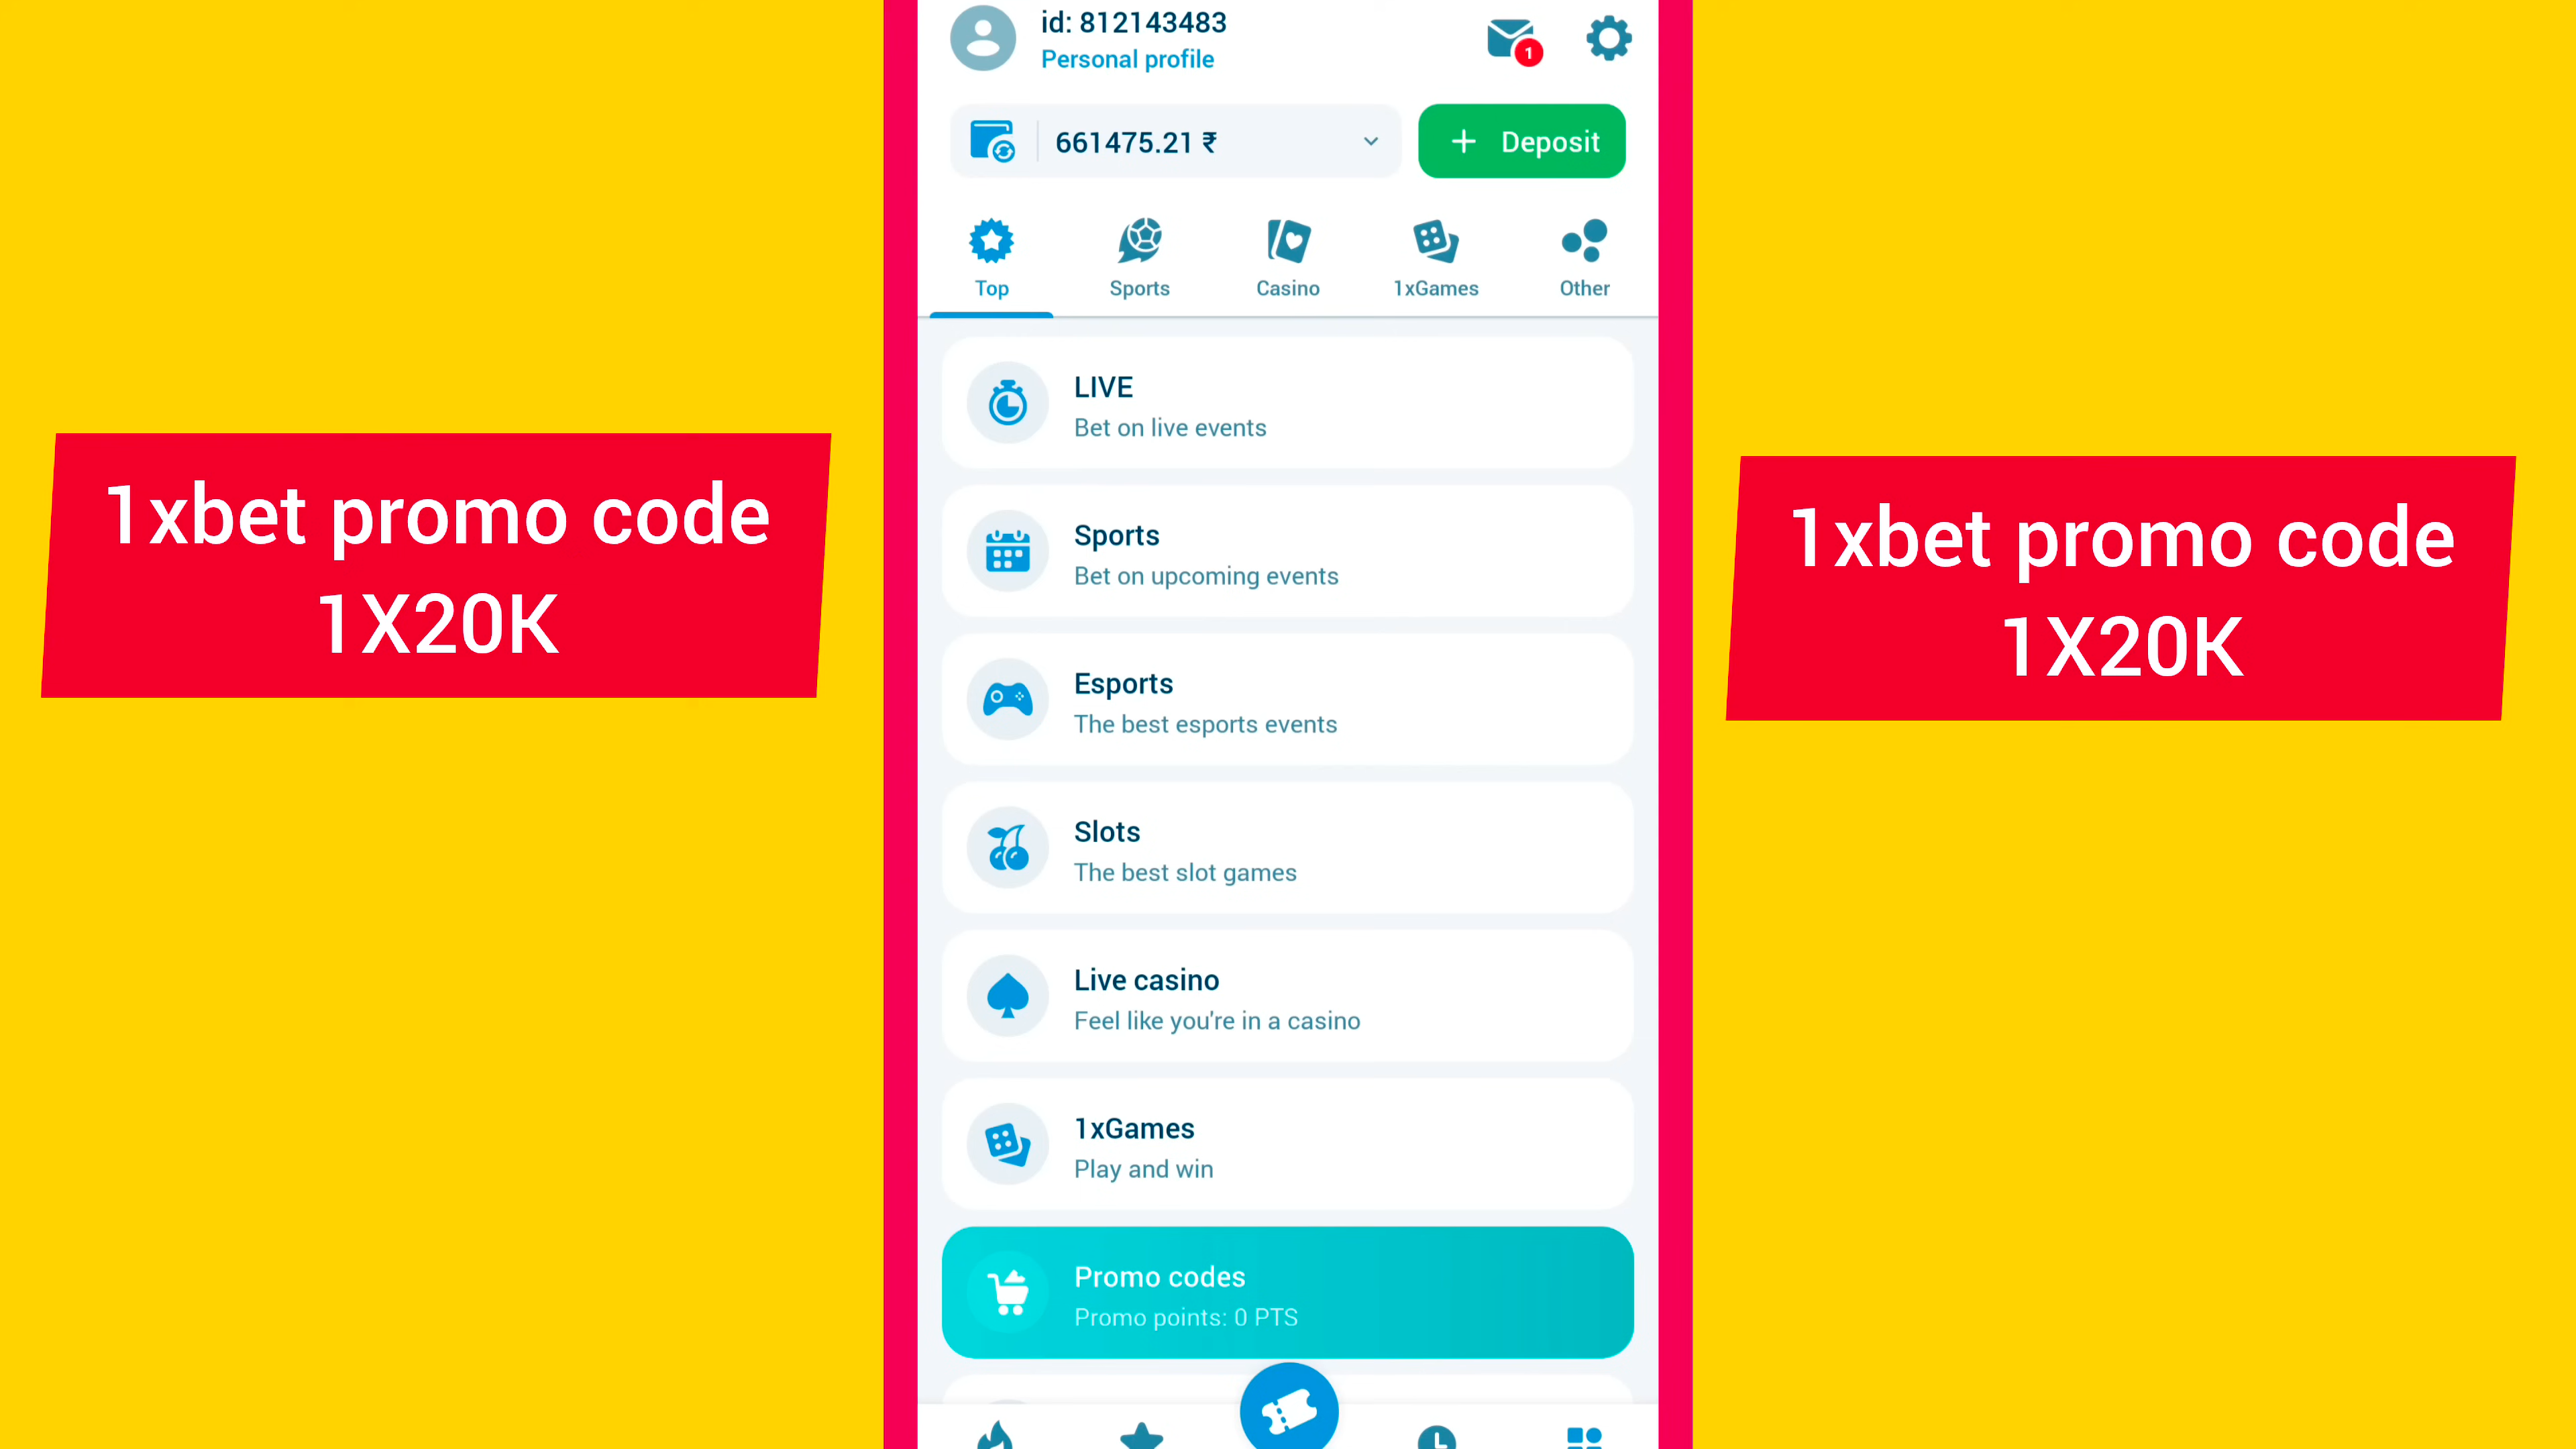 1xbet promo code
1X20K
id: 812143483
Personal profile
1
661475.21 ₹
+ Deposit
Top
Sports
Casino
1xGames
Other
LIVE
Bet on live events
Sports
Bet on upcoming events
Esports
The best esports events
Slots
The best slot games
Live casino
Feel like you're in a casino
1xGames
Play and win
Promo codes
Promo points: 0 PTS
1xbet promo code
1X20K